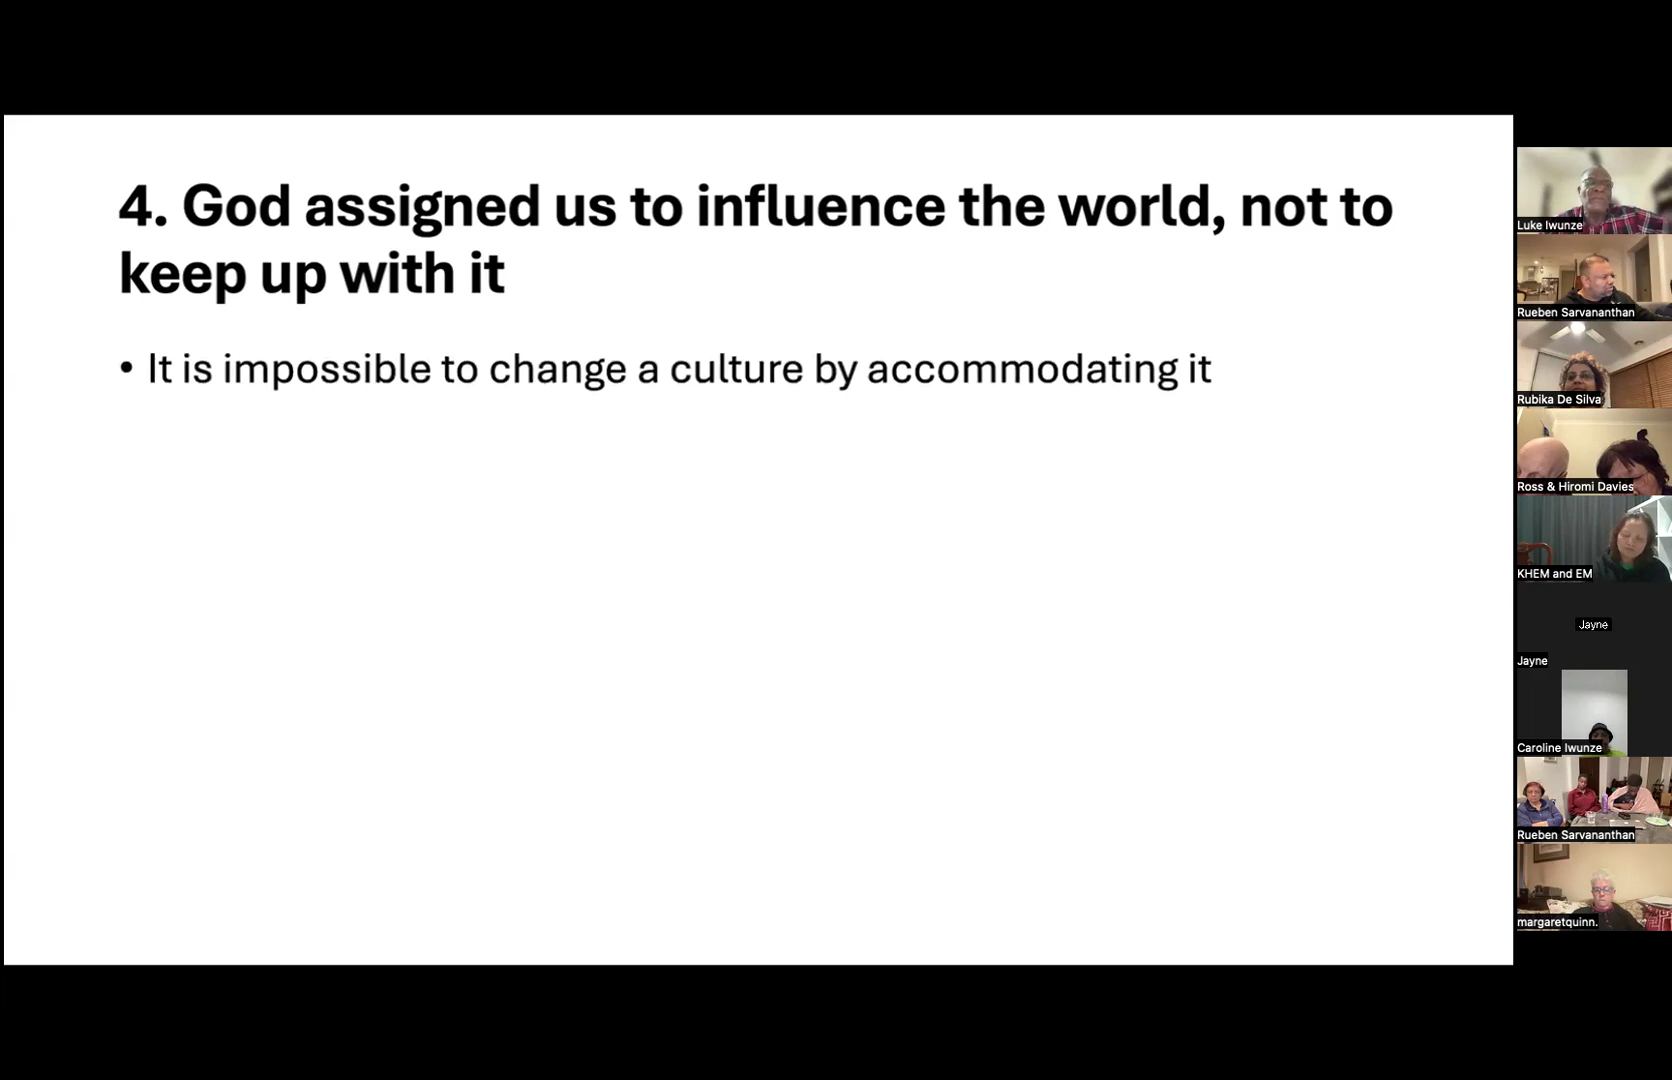 4. God assigned us to influence the world, not to
keep up with it
• It is impossible to change a culture by accommodating it
Luke Iwunze
Rueben Sarvananthan
Rubika De Silva
Ross & Hiromi Davies
KHEM and EM
Jayne
Jayne
Caroline Iwunze
Rueben Sarvananthan
margaretquinn.